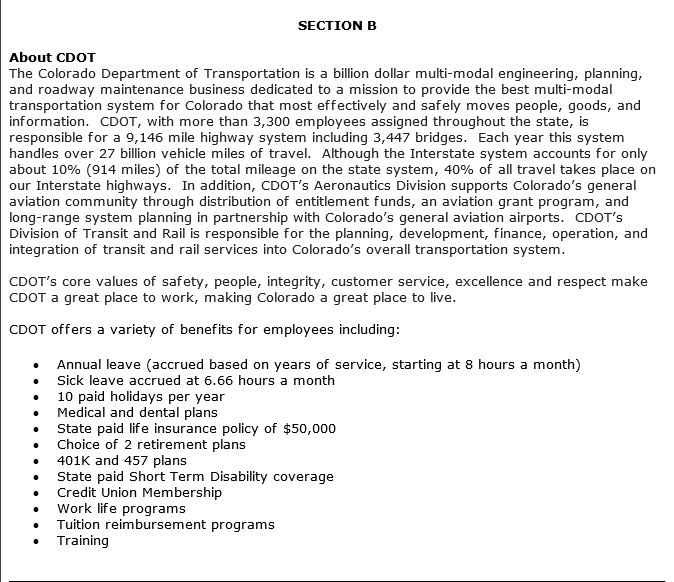 SECTION B
About CDOT
The Colorado Department of Transportation is a billion dollar multi-modal engineering, planning,
and roadway maintenance business dedicated to a mission to provide the best multi-modal
transportation system for Colorado that most effectively and safely moves people, goods, and
information.  CDOT, with more than 3,300 employees assigned throughout the state, is
responsible for a 9,146 mile highway system including 3,447 bridges.  Each year this system
handles over 27 billion vehicle miles of travel.  Although the Interstate system accounts for only
about 10% (914 miles) of the total mileage on the state system, 40% of all travel takes place on
our Interstate highways.  In addition, CDOT's Aeronautics Division supports Colorado's general
aviation community through distribution of entitlement funds, an aviation grant program, and
long-range system planning in partnership with Colorado's general aviation airports.  CDOT's
Division of Transit and Rail is responsible for the planning, development, finance, operation, and
integration of transit and rail services into Colorado's overall transportation system.
CDOT's core values of safety, people, integrity, customer service, excellence and respect make
CDOT a great place to work, making Colorado a great place to live.
CDOT offers a variety of benefits for employees including:
• Annual leave (accrued based on years of service, starting at 8 hours a month)
• Sick leave accrued at 6.66 hours a month
• 10 paid holidays per year
• Medical and dental plans
• State paid life insurance policy of $50,000
• Choice of 2 retirement plans
• 401K and 457 plans
• State paid Short Term Disability coverage
• Credit Union Membership
• Work life programs
• Tuition reimbursement programs
• Training